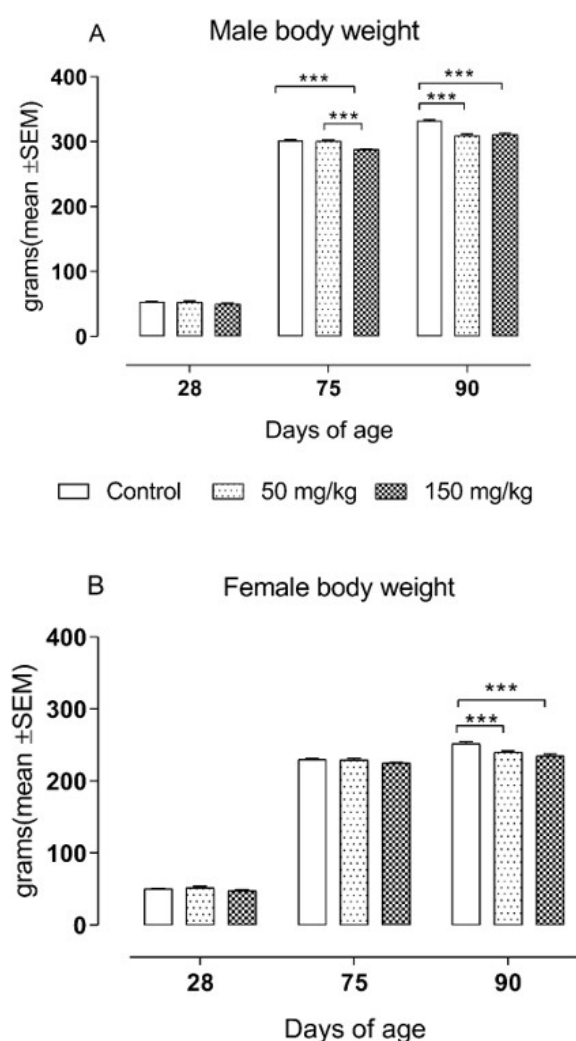 A Male body weight
grams(mean ±SEM)
400
300
200
100
0
***
***
***
***
28 75 90
Days of age
Control 50 mg/kg 150 mg/kg
B Female body weight
grams(mean ±SEM)
400
300
200
100
0
***
***
28 75 90
Days of age